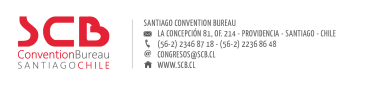 SCB
ConventionBureau
SANTIAGOCHILE
SANTIAGO CONVENTION BUREAU
LA CONCEPCIÓN 81, OF. 214 - PROVIDENCIA - SANTIAGO - CHILE
(56-2) 2346 87 18 - (56-2) 2236 86 48
@ CONGRESOS@SCB.CL
WWW.SCB.CL